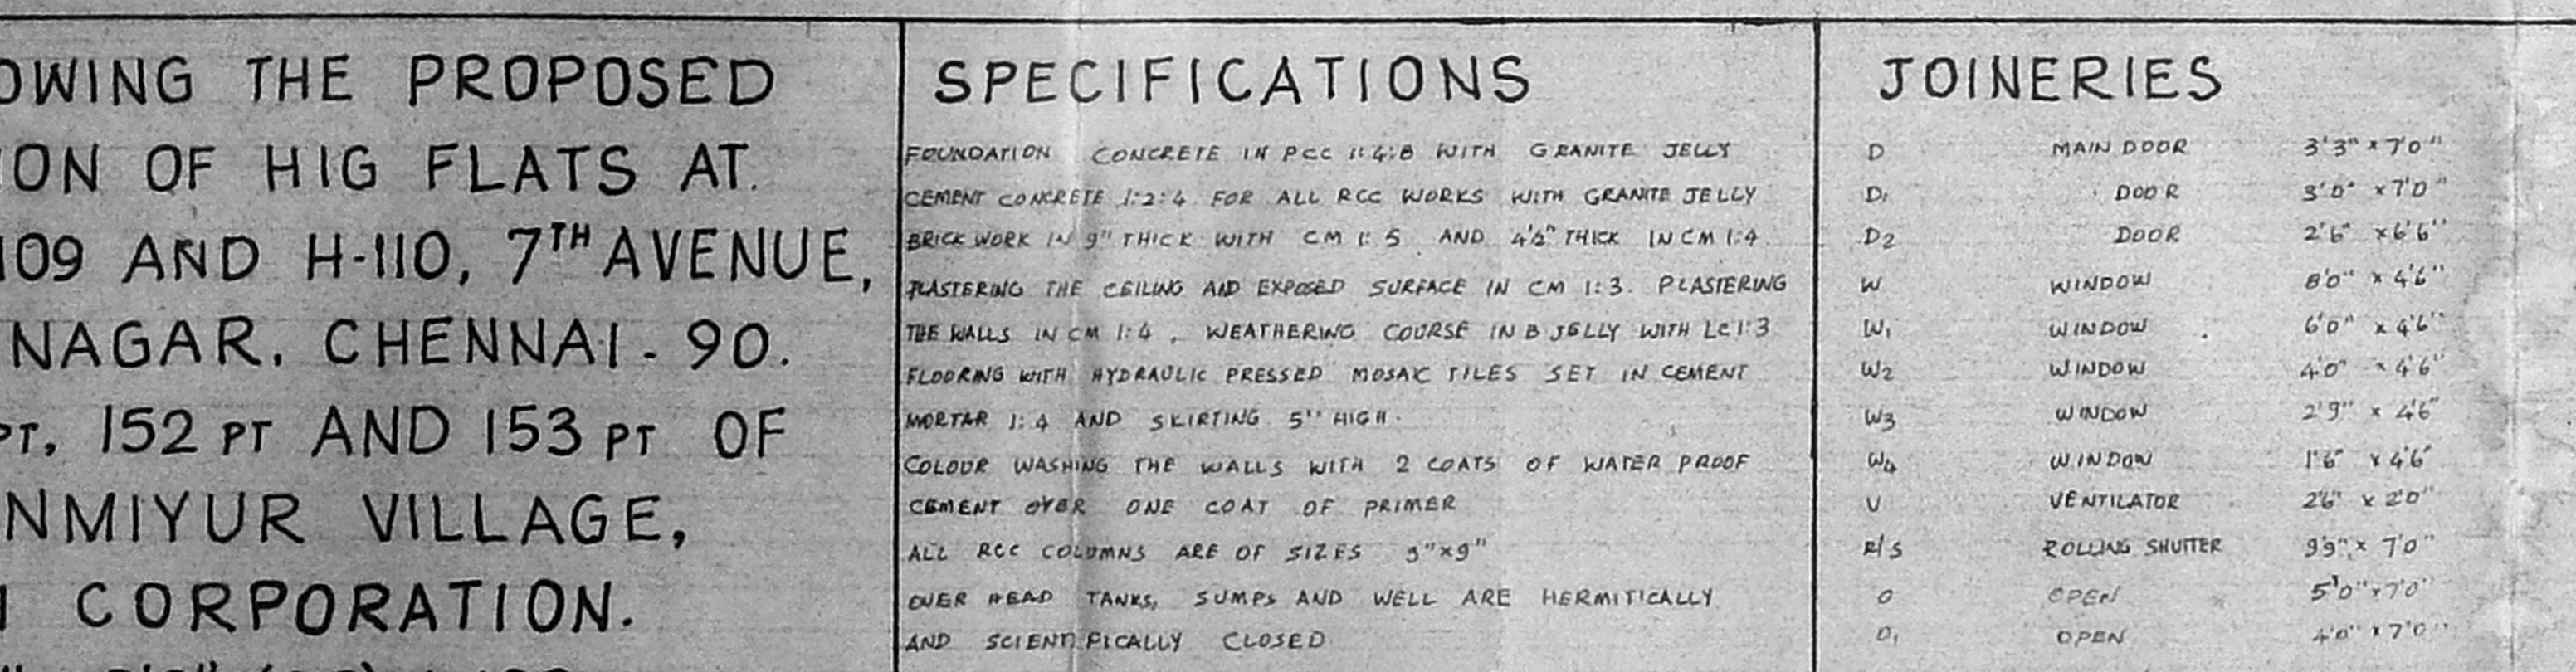 OWING THE PROPOSED
ION OF HIG FLATS AT.
109 AND H-110, 7TH AVENUE,
NAGAR, CHENNAI - 90.
PT, 152 PT AND 153 PT OF
NMIYUR VILLAGE,
CORPORATION.
SPECIFICATIONS
FOUNDATION CONCRETE IN PCC 1:4:8 WITH GRANITE JELLY
CEMENT CONCRETE 1:2:4 FOR ALL RCC WORKS WITH GRANITE JELLY
BRICK WORK IN 9" THICK WITH CM 1:5 AND 4'½" THICK IN CM 1:4
PLASTERING THE CEILING AND EXPOSED SURFACE IN CM 1:3. PLASTERING
THE WALLS IN CM 1:4, WEATHERING COURSE IN B JELLY WITH LC 1:3
FLOORING WITH HYDRAULIC PRESSED MOSAIC TILES SET IN CEMENT
MORTAR 1:4 AND SKIRTING 5" HIGH.
COLOUR WASHING THE WALLS WITH 2 COATS OF WATER PROOF
CEMENT OVER ONE COAT OF PRIMER
ALL RCC COLUMNS ARE OF SIZES 9"x9"
OVER HEAD TANKS, SUMPS AND WELL ARE HERMITICALLY
AND SCIENTIFICALLY CLOSED
JOINERIES
D MAIN DOOR 3'3" x 7'0"
D1 DOOR 3'0" x 7'0"
D2 DOOR 2'6" x 6'6"
W WINDOW 8'0" x 4'6"
W1 WINDOW 6'0" x 4'6"
W2 WINDOW 4'0" x 4'6"
W3 WINDOW 2'9" x 4'6"
W4 WINDOW 1'6" x 4'6"
V VENTILATOR 2'6" x 2'0"
R/S ROLLING SHUTTER 9'9" x 7'0"
O OPEN 5'0" x 7'0"
O1 OPEN 4'0" x 7'0"